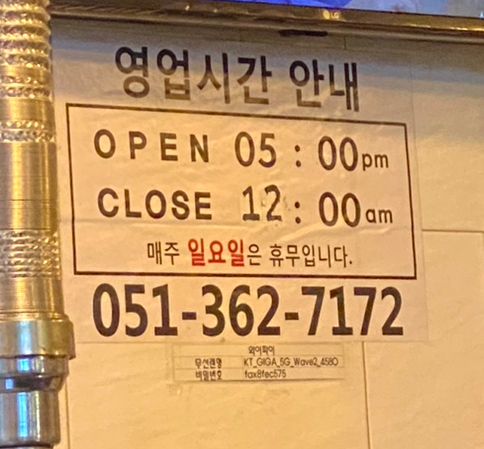 영업시간 안내
OPEN 05 : 00pm
CLOSE 12 : 00am
매주 일요일은 휴무입니다.
051-362-7172
와이파이
무선랜명 KT_GIGA_5G_Wave2_4580
비밀번호 fax8fec575